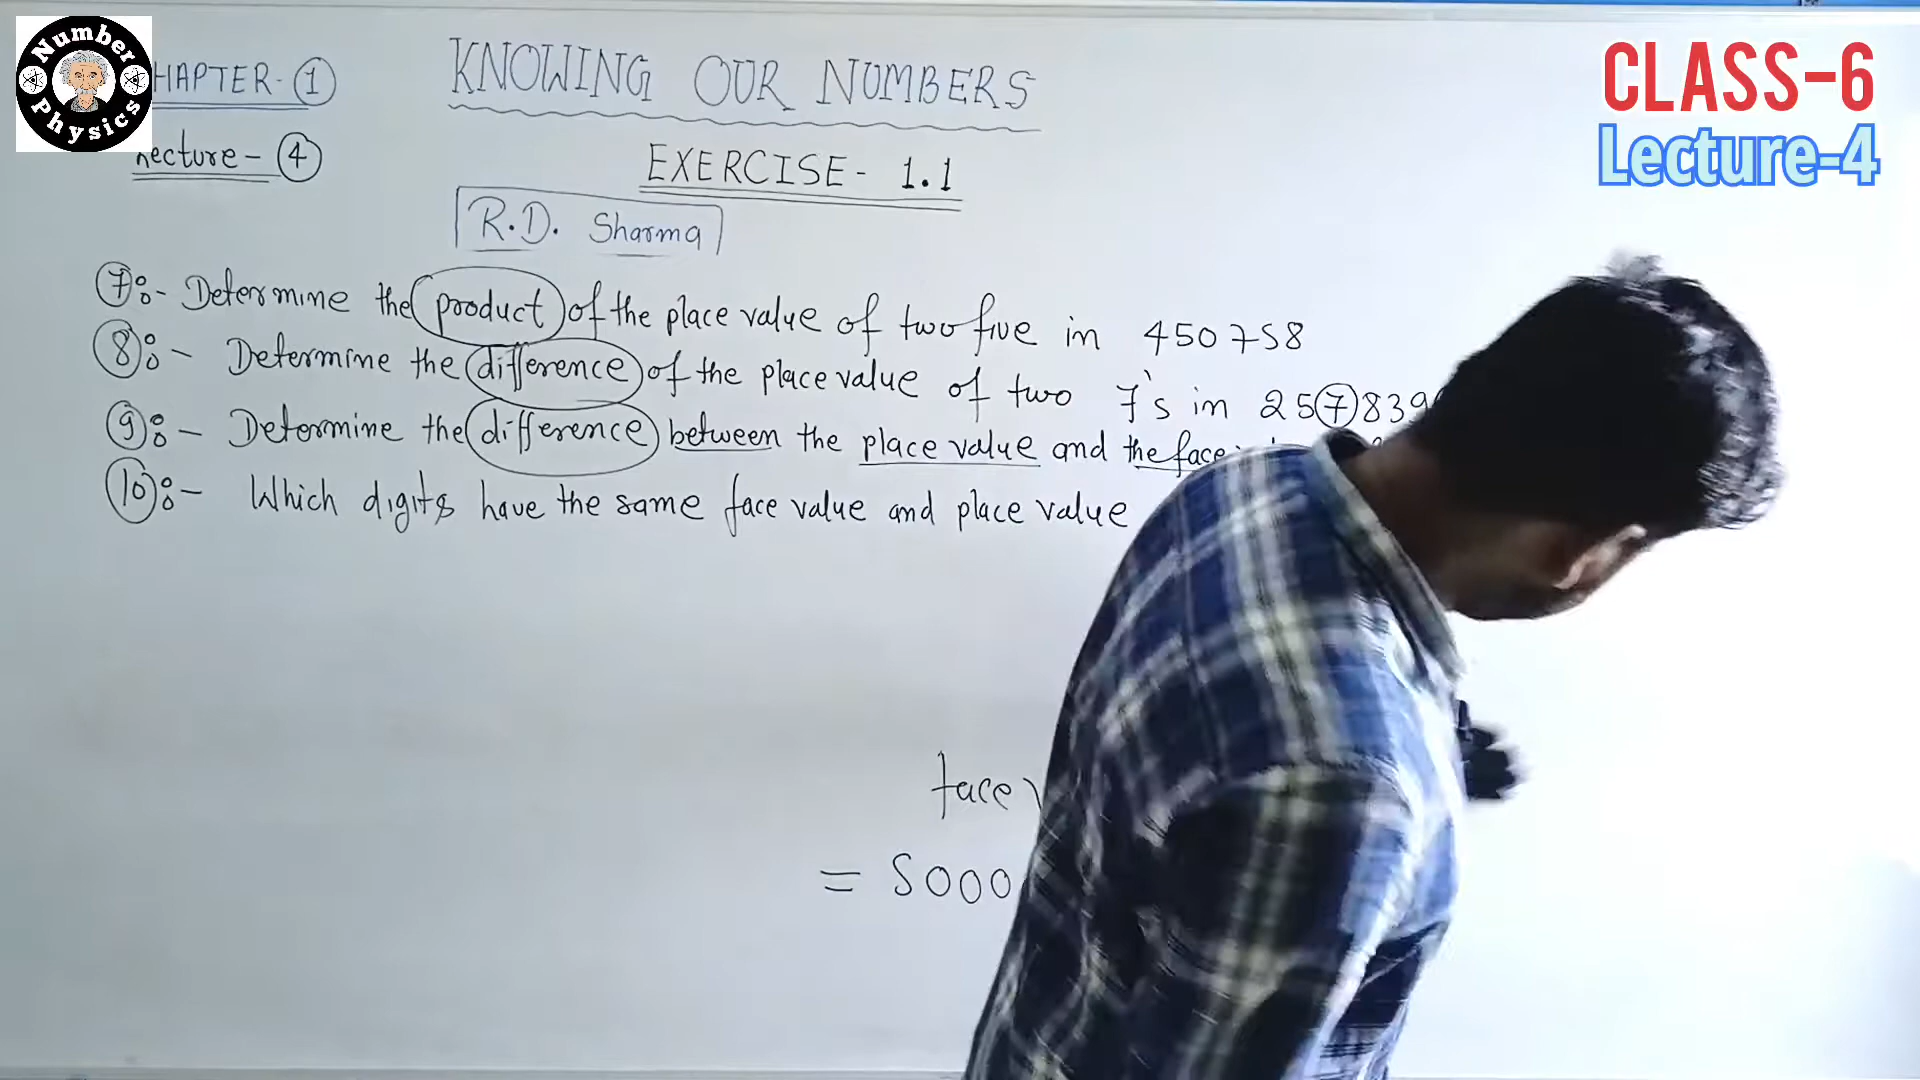 Number Physics
HAPTER-①
KNOWING OUR NUMBERS
CLASS-6
Lecture-4
Lecture-④
EXERCISE- 1.1
R.D. Sharma
⑦:- Determine the product of the place value of two five in 450758
⑧:- Determine the difference of the place value of two 7's in 257839
⑨:- Determine the difference between the place value and the face
⑩:- Which digits have the same face value and place value
face
= 5000